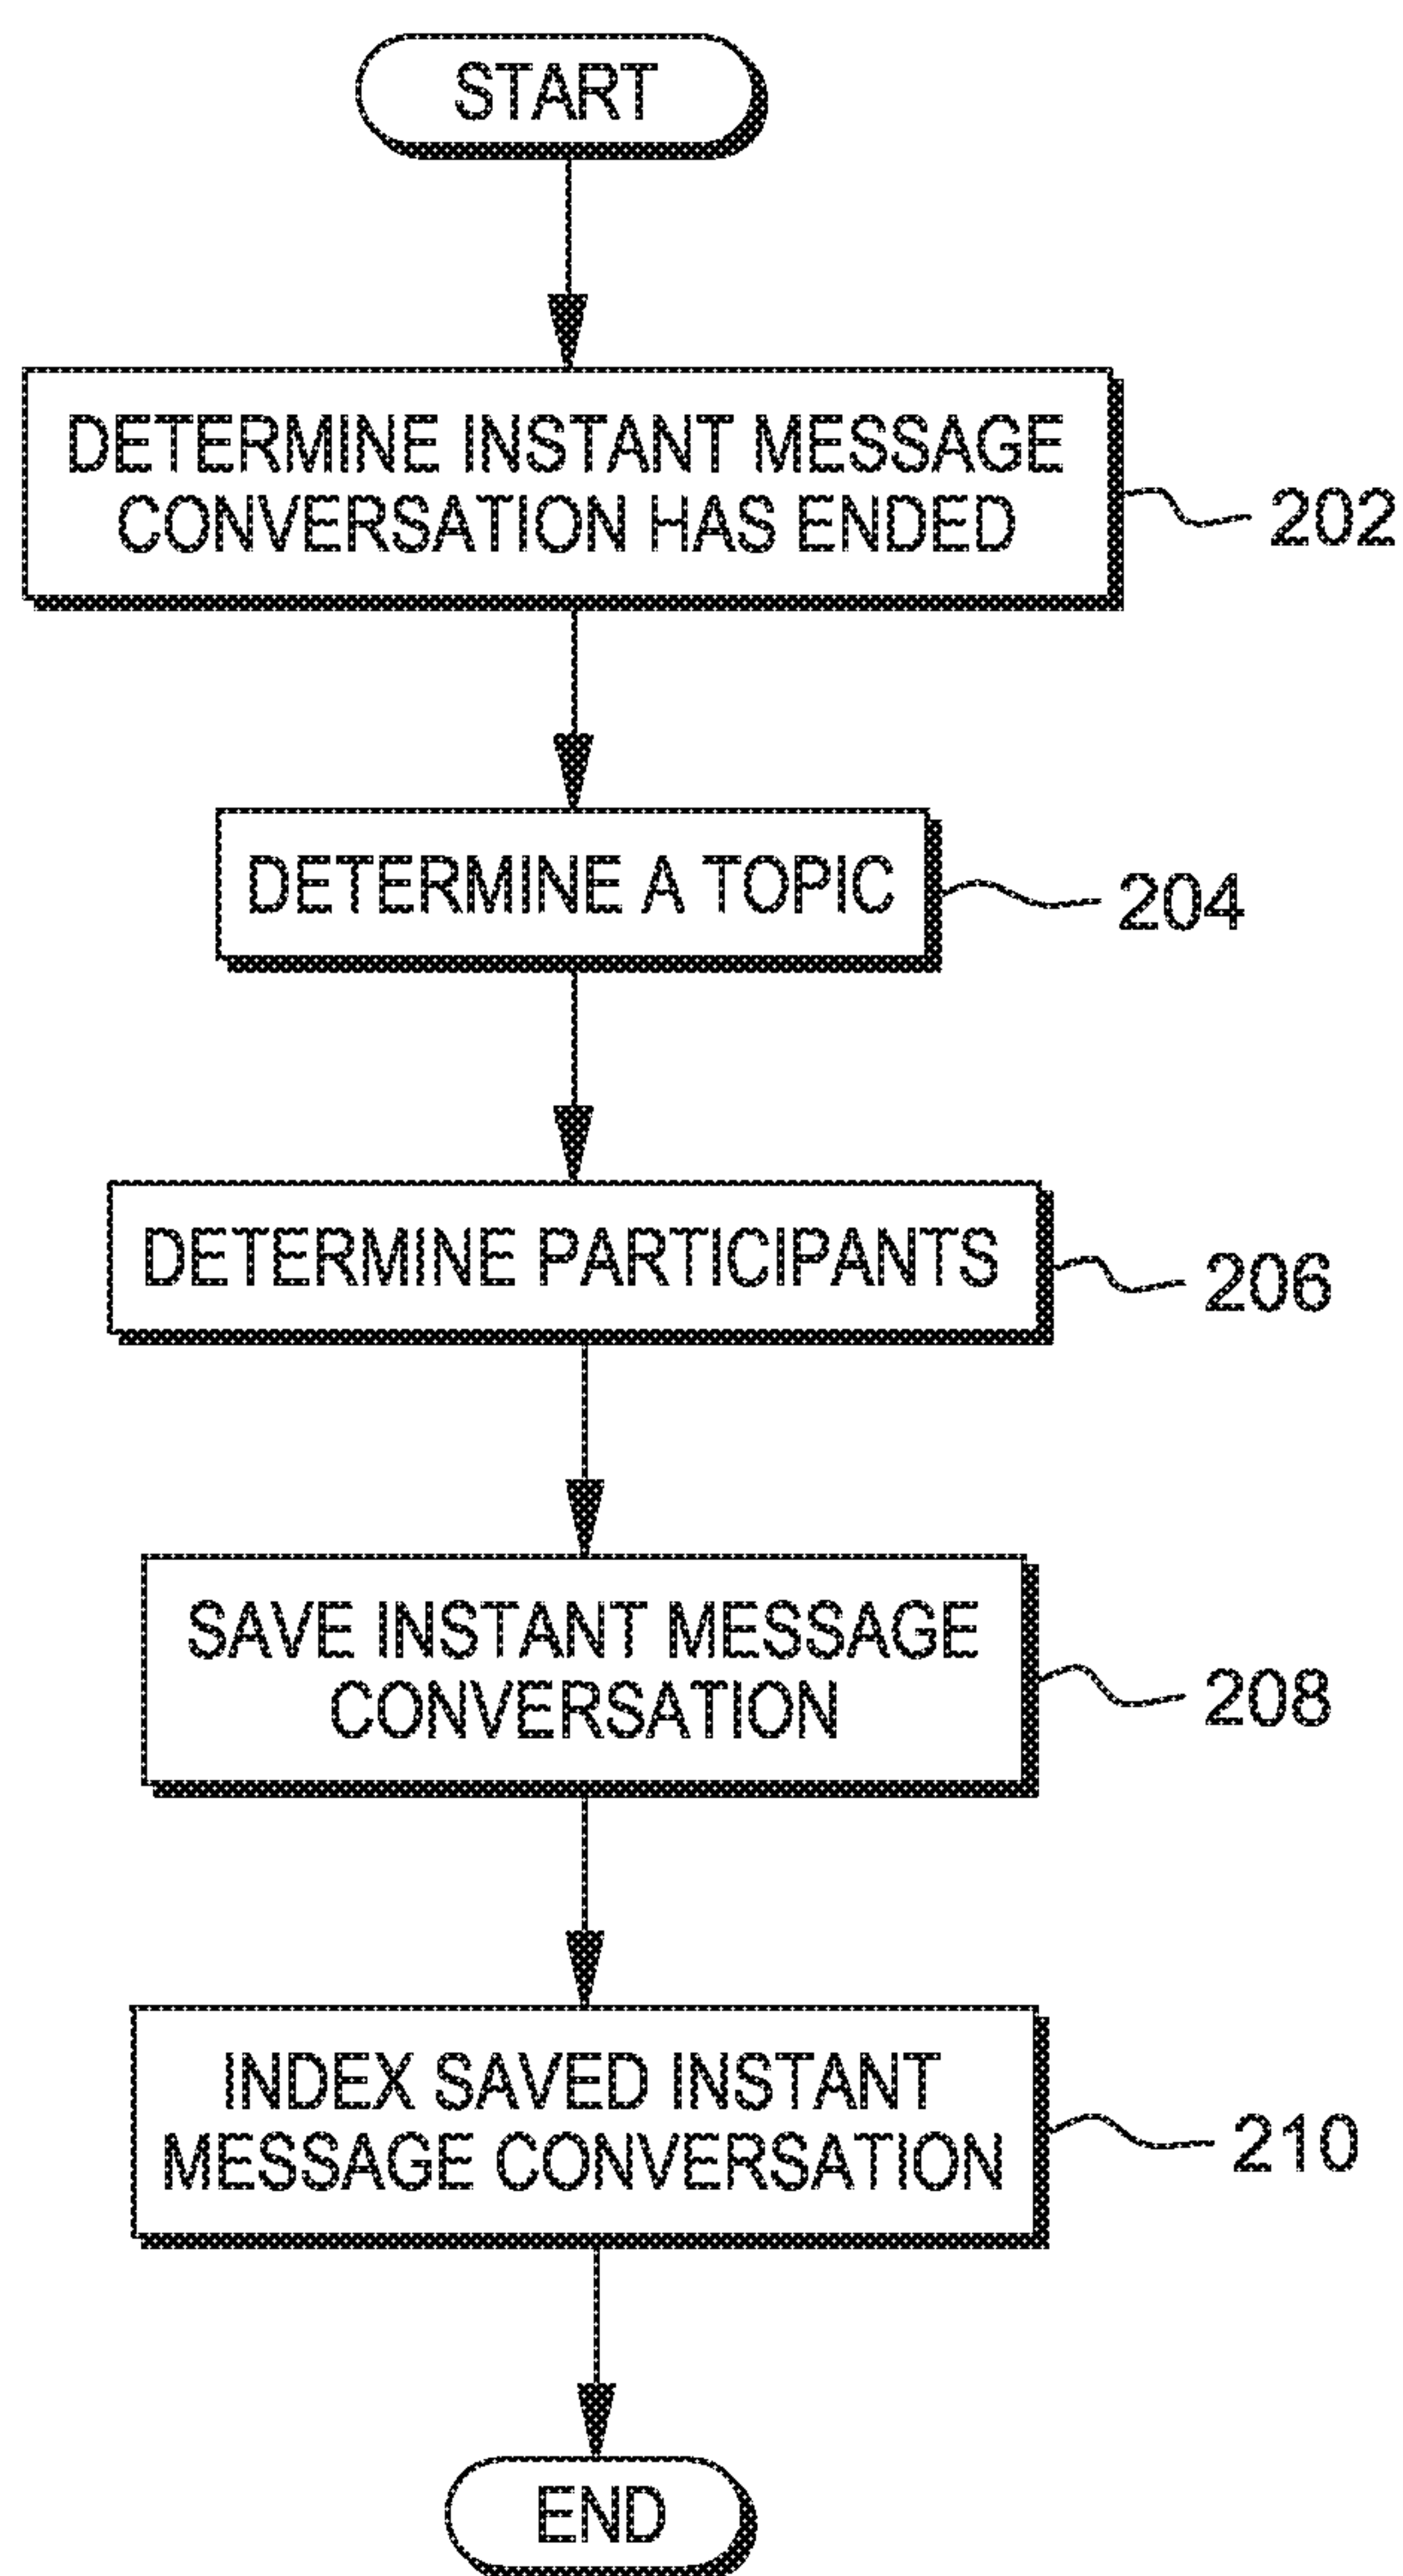 START
DETERMINE INSTANT MESSAGE
CONVERSATION HAS ENDED
202
DETERMINE A TOPIC
204
DETERMINE PARTICIPANTS
206
SAVE INSTANT MESSAGE
CONVERSATION
208
INDEX SAVED INSTANT
MESSAGE CONVERSATION
210
END